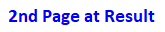 2nd Page at Result